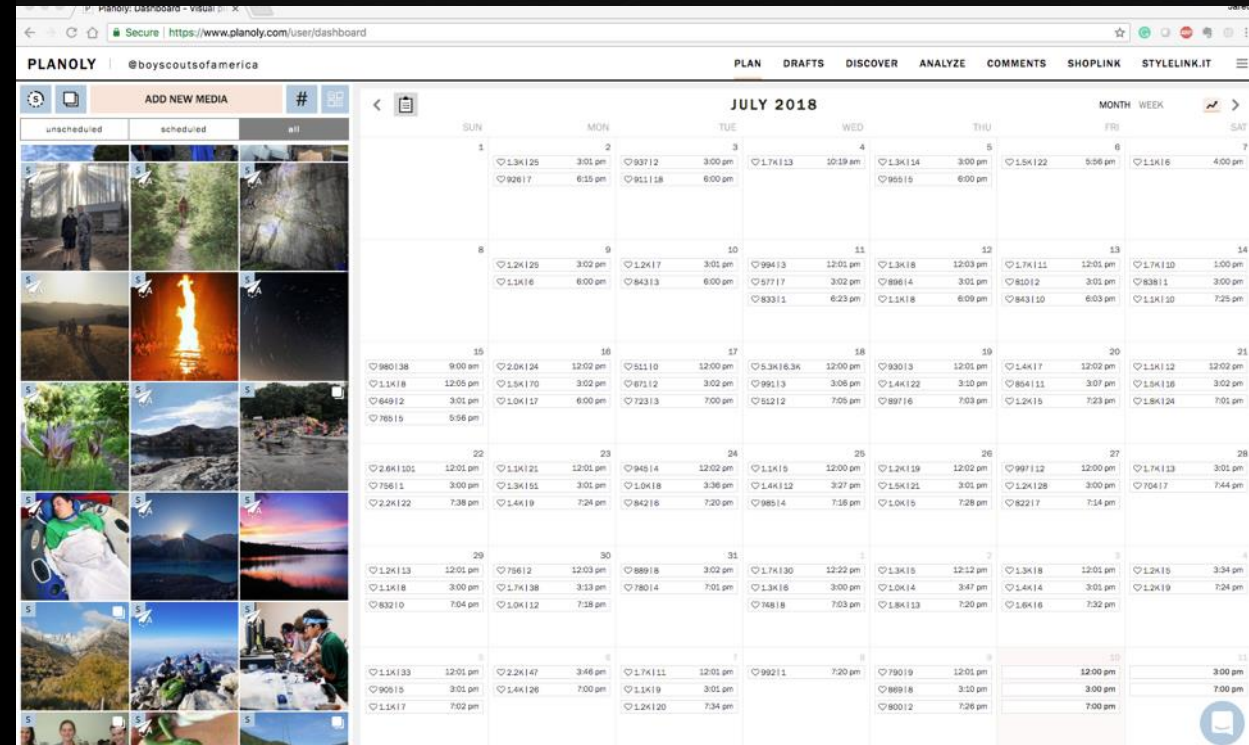 Planoly: Dashboard - Visual pl
Secure | https://www.planoly.com/user/dashboard
PLANOLY | @boyscoutsofamerica PLAN DRAFTS DISCOVER ANALYZE COMMENTS SHOPLINK STYLELINK.IT
ADD NEW MEDIA #
unscheduled scheduled all
JULY 2018 MONTH WEEK
SUN MON TUE WED THU FRI SAT
1 2 3 4 5 6 7
♡1.3K|25 3:01 pm ♡937|2 3:00 pm ♡1.7K|13 10:19 am ♡1.3K|14 3:00 pm ♡1.5K|22 5:56 pm ♡1.1K|6 4:00 pm
♡926|7 6:15 pm ♡911|18 6:00 pm ♡955|5 6:00 pm
8 9 10 11 12 13 14
♡1.2K|25 3:02 pm ♡1.2K|7 3:01 pm ♡994|3 12:01 pm ♡1.3K|8 12:03 pm ♡1.7K|11 12:01 pm ♡1.7K|10 1:00 pm
♡1.1K|6 6:00 pm ♡843|3 6:00 pm ♡577|7 3:02 pm ♡896|4 3:01 pm ♡810|2 3:01 pm ♡838|1 3:00 pm
♡833|1 6:23 pm ♡1.1K|8 6:09 pm ♡843|10 6:03 pm ♡1.1K|10 7:25 pm
15 16 17 18 19 20 21
♡980|38 9:00 am ♡2.0K|24 12:02 pm ♡511|0 12:00 pm ♡5.3K|6.3K 12:00 pm ♡930|3 12:01 pm ♡1.4K|7 12:02 pm ♡1.1K|12 12:02 pm
♡1.1K|8 12:05 pm ♡1.5K|70 3:02 pm ♡671|2 3:02 pm ♡991|3 3:06 pm ♡1.4K|22 3:10 pm ♡854|11 3:07 pm ♡1.5K|16 3:02 pm
♡649|2 3:01 pm ♡1.0K|17 6:00 pm ♡723|3 7:00 pm ♡512|2 7:05 pm ♡897|6 7:03 pm ♡1.2K|5 7:23 pm ♡1.8K|24 7:01 pm
♡765|5 5:56 pm
22 23 24 25 26 27 28
♡2.6K|101 12:01 pm ♡1.1K|21 12:01 pm ♡945|4 12:02 pm ♡1.1K|5 12:00 pm ♡1.2K|19 12:02 pm ♡997|12 12:00 pm ♡1.7K|13 3:01 pm
♡756|1 3:00 pm ♡1.3K|51 3:01 pm ♡1.0K|8 3:36 pm ♡1.4K|12 3:27 pm ♡1.5K|21 3:01 pm ♡1.2K|28 3:00 pm ♡704|7 7:44 pm
♡2.2K|22 7:38 pm ♡1.4K|9 7:24 pm ♡842|6 7:20 pm ♡985|4 7:16 pm ♡1.0K|5 7:28 pm ♡822|7 7:14 pm
29 30 31 1 2 3 4
♡1.2K|13 12:01 pm ♡756|2 12:03 pm ♡889|8 3:02 pm ♡1.7K|30 12:22 pm ♡1.3K|5 12:12 pm ♡1.3K|8 12:01 pm ♡1.2K|5 3:34 pm
♡1.1K|8 3:00 pm ♡1.7K|38 3:13 pm ♡780|4 7:01 pm ♡1.3K|6 3:00 pm ♡1.0K|4 3:47 pm ♡1.4K|4 3:01 pm ♡1.2K|9 7:24 pm
♡832|0 7:04 pm ♡1.0K|12 7:18 pm ♡748|8 7:03 pm ♡1.8K|13 7:20 pm ♡1.6K|6 7:32 pm
5 6 7 8 9 10 11
♡1.1K|33 12:01 pm ♡2.2K|47 3:46 pm ♡1.7K|11 12:01 pm ♡992|1 7:20 pm ♡790|9 12:01 pm 12:00 pm 3:00 pm
♡905|5 3:01 pm ♡1.4K|26 7:00 pm ♡1.1K|9 3:01 pm ♡869|8 3:10 pm 3:00 pm 7:00 pm
♡1.1K|7 7:02 pm ♡1.2K|20 7:34 pm ♡800|2 7:26 pm 7:00 pm